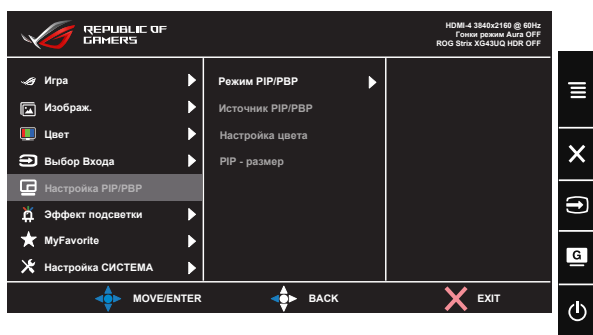 REPUBLIC OF
GAMERS
HDMI-4 3840x2160 @ 60Hz
Гонки режим Aura OFF
ROG Strix XG43UQ HDR OFF
Игра
Изображ.
Цвет
Выбор Входа
Настройка PIP/PBP
Эффект подсветки
MyFavorite
Настройка СИСТЕМА
Режим PIP/PBP
Источник PIP/PBP
Настройка цвета
PIP - размер
MOVE/ENTER
BACK
EXIT
G